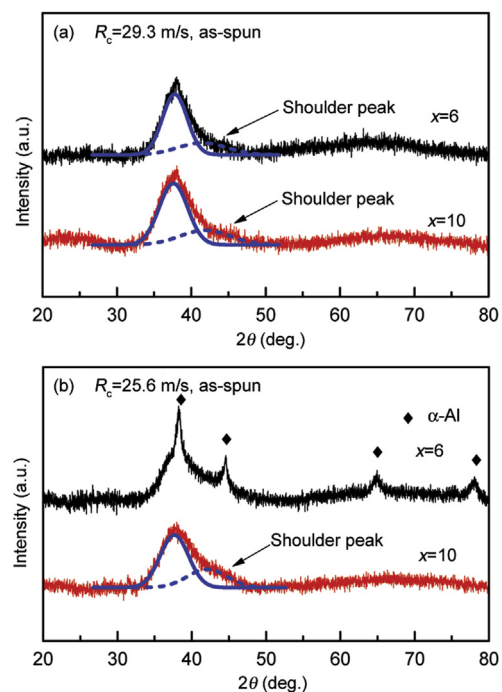 (a) R_c=29.3 m/s, as-spun
Shoulder peak
x=6
Shoulder peak
x=10
Intensity (a.u.)
20 30 40 50 60 70 80
2θ (deg.)
(b) R_c=25.6 m/s, as-spun
◆ α-Al
x=6
Shoulder peak
x=10
Intensity (a.u.)
20 30 40 50 60 70 80
2θ (deg.)